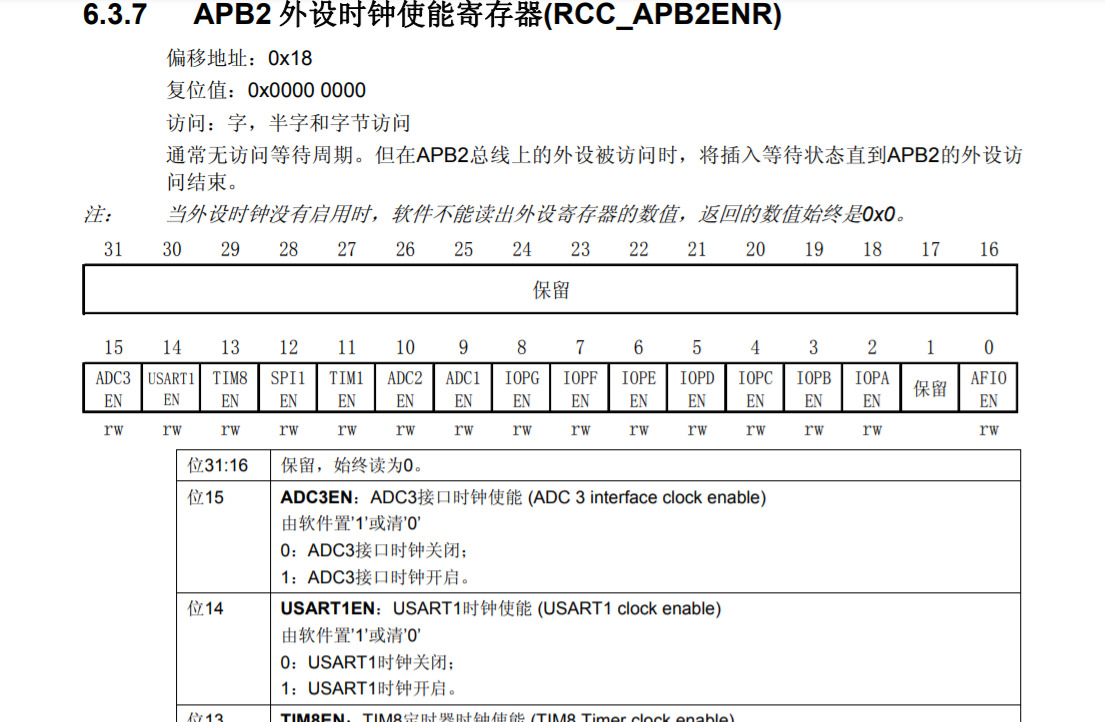 6.3.7 APB2 外设时钟使能寄存器(RCC_APB2ENR)
偏移地址：0x18
复位值：0x0000 0000
访问：字，半字和字节访问
通常无访问等待周期。但在APB2总线上的外设被访问时，将插入等待状态直到APB2的外设访
问结束。
注： 当外设时钟没有启用时，软件不能读出外设寄存器的数值，返回的数值始终是0x0。
31 30 29 28 27 26 25 24 23 22 21 20 19 18 17 16
保留
15 14 13 12 11 10 9 8 7 6 5 4 3 2 1 0
ADC3 USART1 TIM8 SPI1 TIM1 ADC2 ADC1 IOPG IOPF IOPE IOPD IOPC IOPB IOPA 保留 AFIO
EN EN EN EN EN EN EN EN EN EN EN EN EN EN EN
rw rw rw rw rw rw rw rw rw rw rw rw rw rw rw
位31:16 保留，始终读为0。
位15 ADC3EN：ADC3接口时钟使能 (ADC 3 interface clock enable)
由软件置'1'或清'0'
0：ADC3接口时钟关闭；
1：ADC3接口时钟开启。
位14 USART1EN：USART1时钟使能 (USART1 clock enable)
由软件置'1'或清'0'
0：USART1时钟关闭；
1：USART1时钟开启。
位13 TIM8EN：TIM8定时器时钟使能 (TIM8 Timer clock enable)